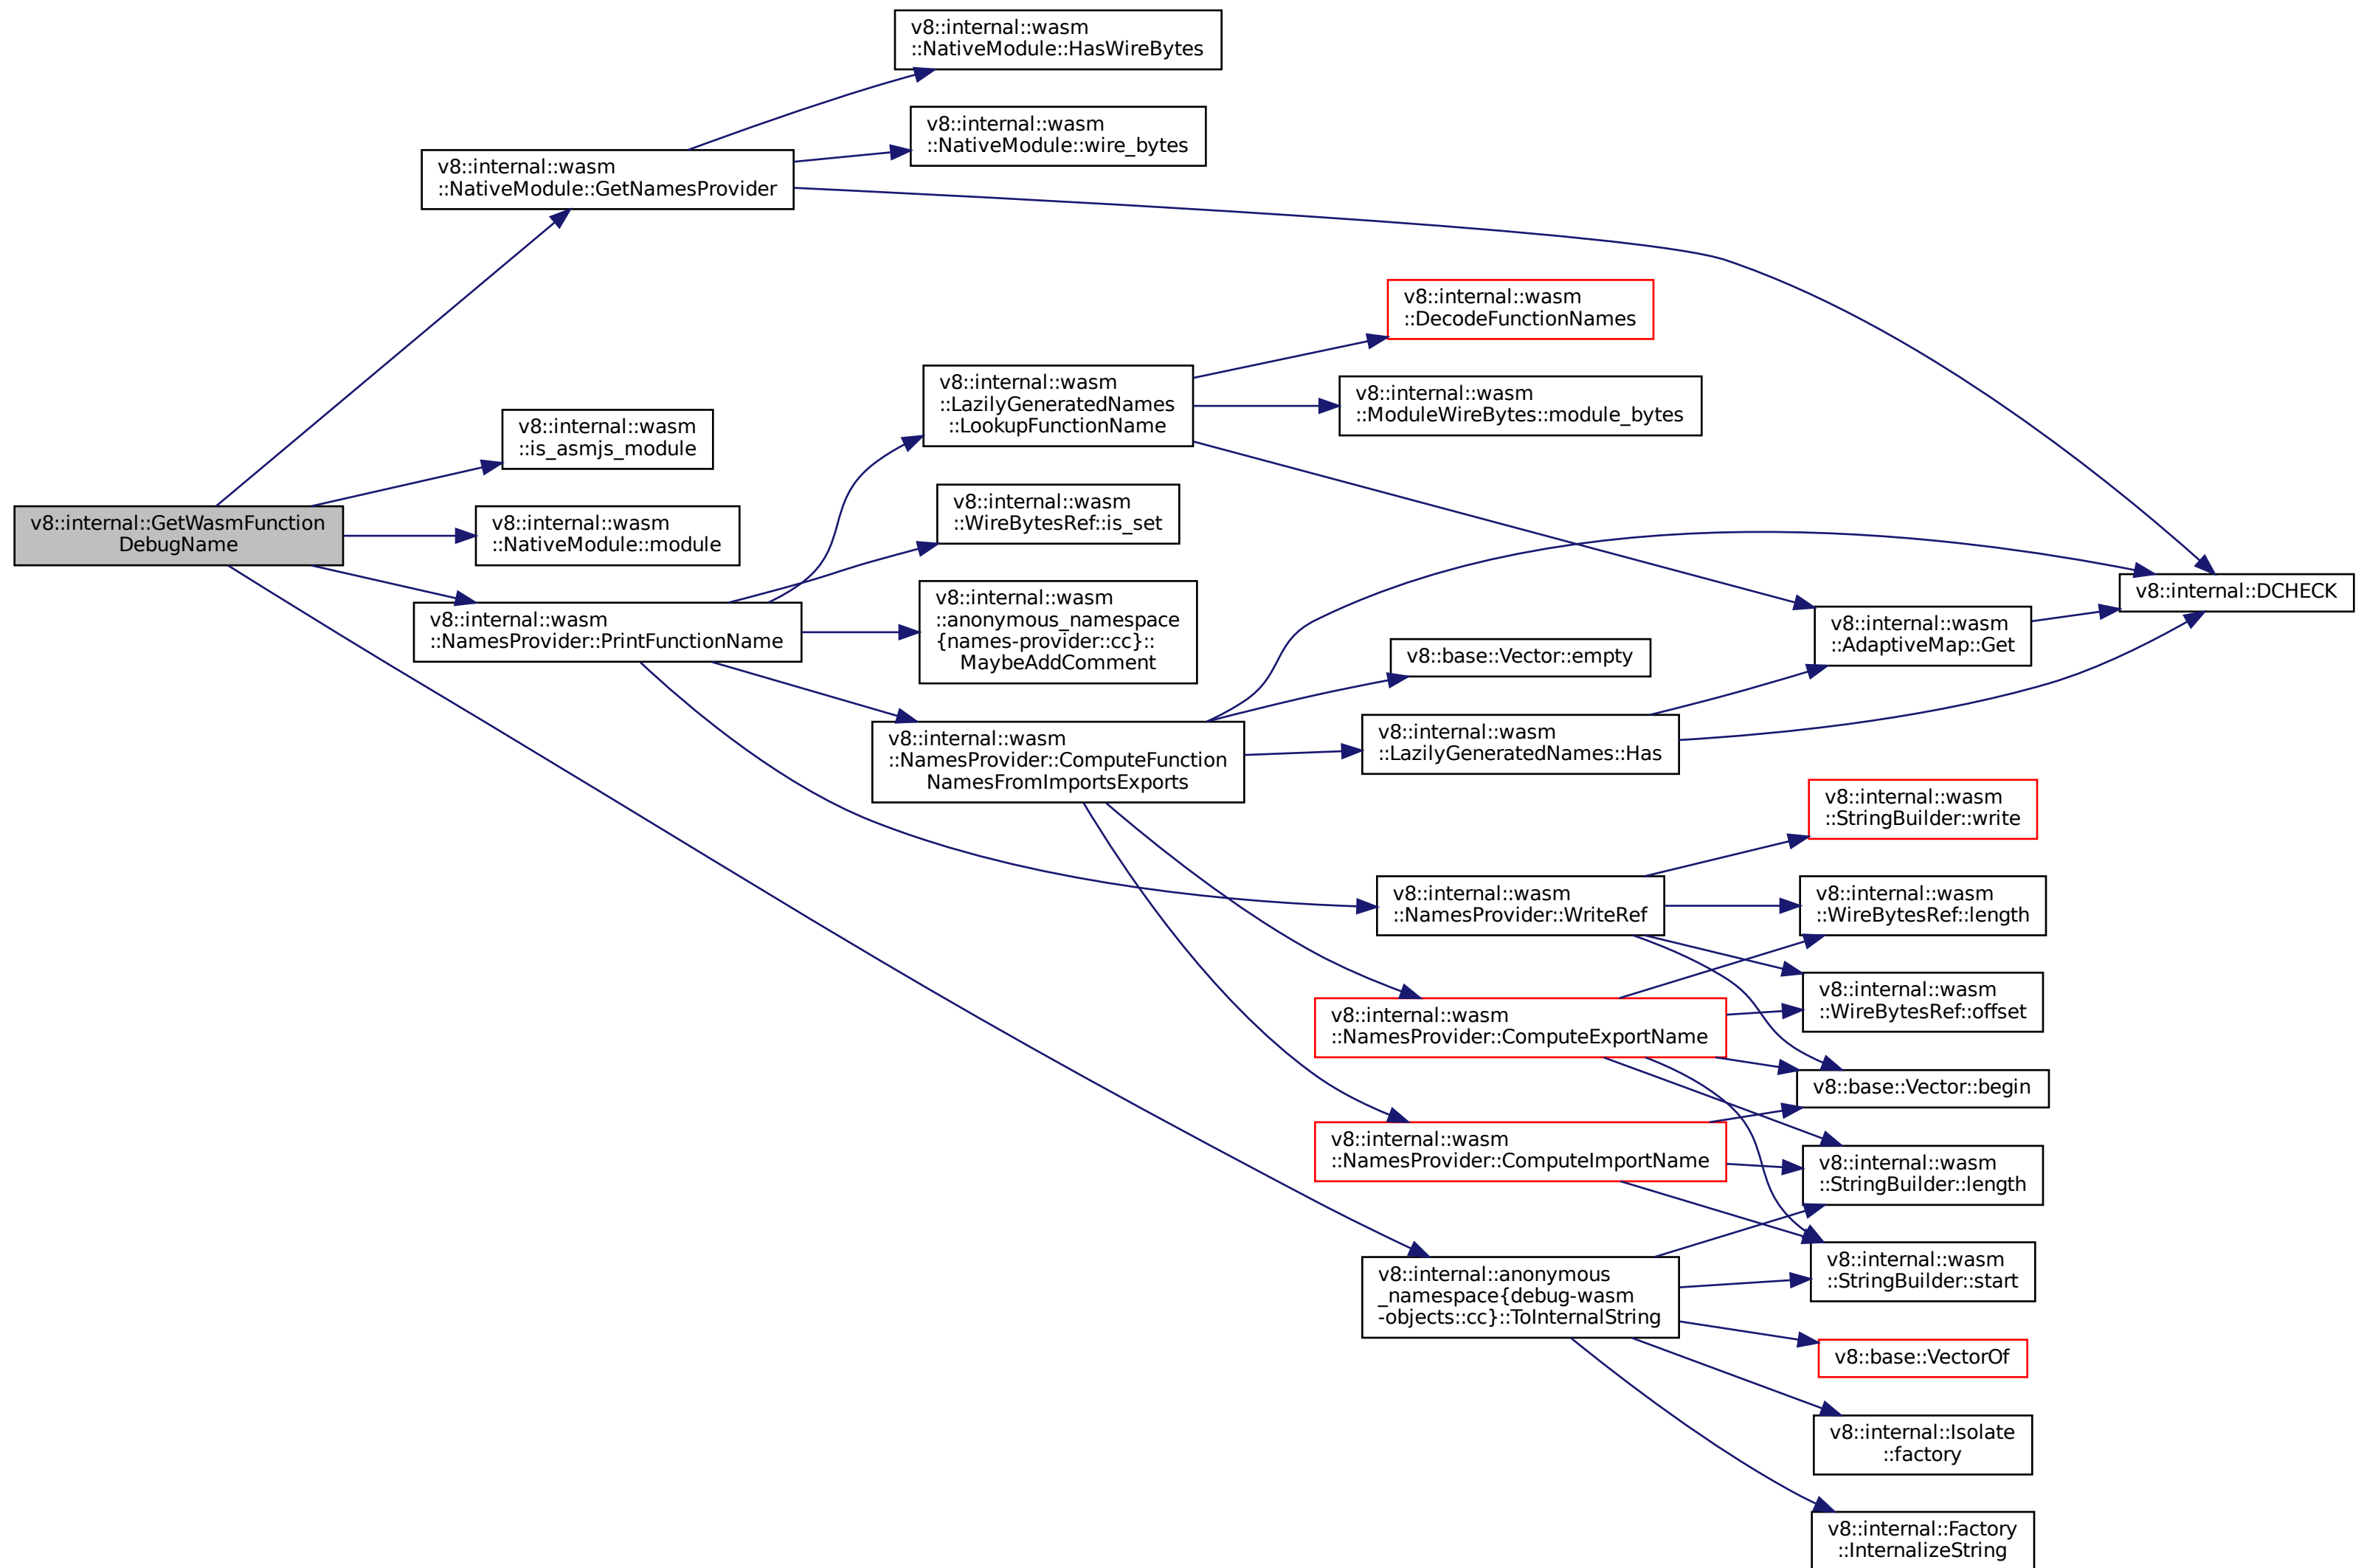 v8::internal::wasm
::NativeModule::HasWireBytes
v8::internal::wasm
::NativeModule::wire_bytes
v8::internal::wasm
::NativeModule::GetNamesProvider
v8::internal::wasm
::DecodeFunctionNames
v8::internal::wasm
::LazilyGeneratedNames
::LookupFunctionName
v8::internal::wasm
::ModuleWireBytes::module_bytes
v8::internal::wasm
::is_asmjs_module
v8::internal::wasm
::WireBytesRef::is_set
v8::internal::GetWasmFunction
DebugName
v8::internal::wasm
::NativeModule::module
v8::internal::DCHECK
v8::internal::wasm
::anonymous_namespace
{names-provider::cc}::
MaybeAddComment
v8::internal::wasm
::NamesProvider::PrintFunctionName
v8::internal::wasm
::AdaptiveMap::Get
v8::base::Vector::empty
v8::internal::wasm
::NamesProvider::ComputeFunction
NamesFromImportsExports
v8::internal::wasm
::LazilyGeneratedNames::Has
v8::internal::wasm
::StringBuilder::write
v8::internal::wasm
::NamesProvider::WriteRef
v8::internal::wasm
::WireBytesRef::length
v8::internal::wasm
::WireBytesRef::offset
v8::internal::wasm
::NamesProvider::ComputeExportName
v8::base::Vector::begin
v8::internal::wasm
::NamesProvider::ComputeImportName
v8::internal::wasm
::StringBuilder::length
v8::internal::wasm
::StringBuilder::start
v8::internal::anonymous
_namespace{debug-wasm
-objects::cc}::ToInternalString
v8::base::VectorOf
v8::internal::Isolate
::factory
v8::internal::Factory
::InternalizeString